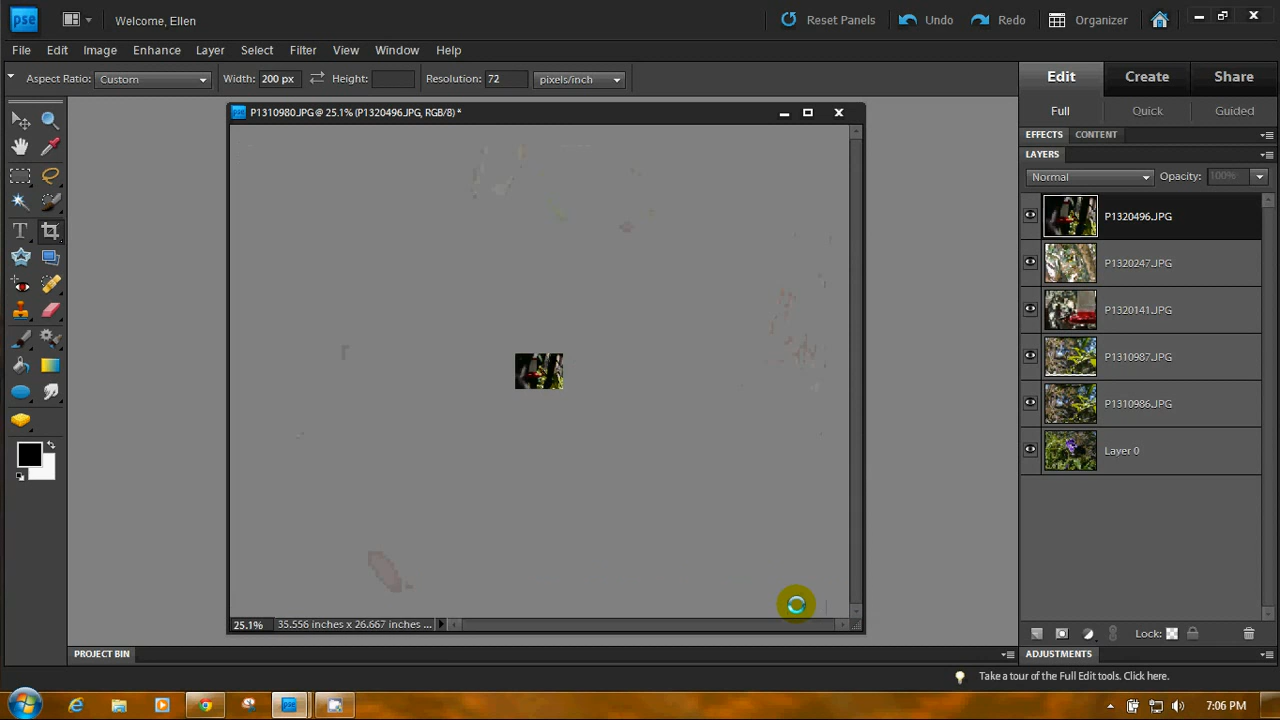 pse Welcome, Ellen Reset Panels Undo Redo Organizer
File Edit Image Enhance Layer Select Filter View Window Help
Aspect Ratio: Custom Width: 200 px Height: Resolution: 72 pixels/inch
Edit Create Share
Full Quick Guided
P1310980.JPG @ 25.1% (P1320496.JPG, RGB/8) *
EFFECTS CONTENT
LAYERS
Normal Opacity: 100%
P1320496.JPG
P1320247.JPG
P1320141.JPG
P1310987.JPG
P1310986.JPG
Layer 0
25.1% 35.556 inches x 26.667 inches ...
Lock:
PROJECT BIN
ADJUSTMENTS
Take a tour of the Full Edit tools. Click here.
7:06 PM